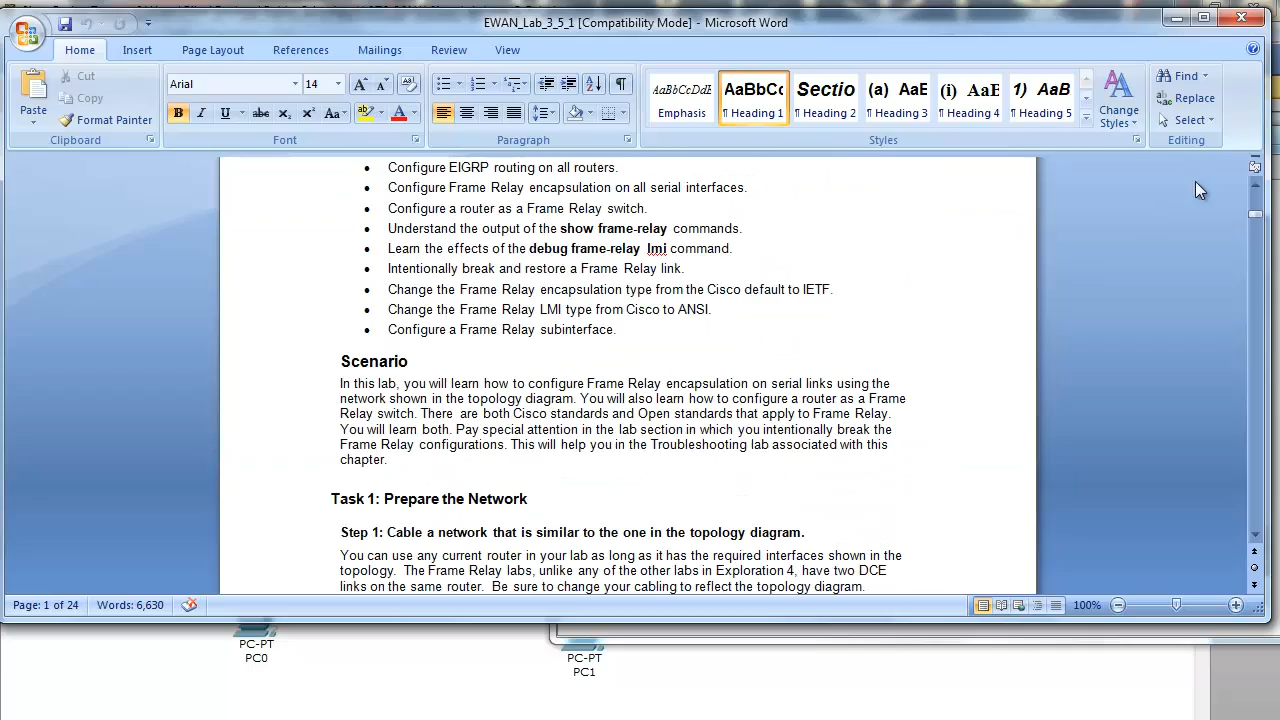 EWAN_Lab_3_5_1 [Compatibility Mode] - Microsoft Word
Home Insert Page Layout References Mailings Review View
Paste
Cut
Copy
Format Painter
Clipboard
Arial 14
B I U abc x₂ x² Aa
Font
Paragraph
AaBbCcDdE AaBbCc Sectio (a) AaE (i) AaE 1) AaB
Emphasis ¶ Heading 1 ¶ Heading 2 ¶ Heading 3 ¶ Heading 4 ¶ Heading 5
Change
Styles
Styles
Find
Replace
Select
Editing
• Configure EIGRP routing on all routers.
• Configure Frame Relay encapsulation on all serial interfaces.
• Configure a router as a Frame Relay switch.
• Understand the output of the show frame-relay commands.
• Learn the effects of the debug frame-relay lmi command.
• Intentionally break and restore a Frame Relay link.
• Change the Frame Relay encapsulation type from the Cisco default to IETF.
• Change the Frame Relay LMI type from Cisco to ANSI.
• Configure a Frame Relay subinterface.
Scenario
In this lab, you will learn how to configure Frame Relay encapsulation on serial links using the
network shown in the topology diagram. You will also learn how to configure a router as a Frame
Relay switch. There are both Cisco standards and Open standards that apply to Frame Relay.
You will learn both. Pay special attention in the lab section in which you intentionally break the
Frame Relay configurations. This will help you in the Troubleshooting lab associated with this
chapter.
Task 1: Prepare the Network
Step 1: Cable a network that is similar to the one in the topology diagram.
You can use any current router in your lab as long as it has the required interfaces shown in the
topology. The Frame Relay labs, unlike any of the other labs in Exploration 4, have two DCE
links on the same router. Be sure to change your cabling to reflect the topology diagram.
Page: 1 of 24 Words: 6,630 100%
PC-PT
PC0
PC-PT
PC1